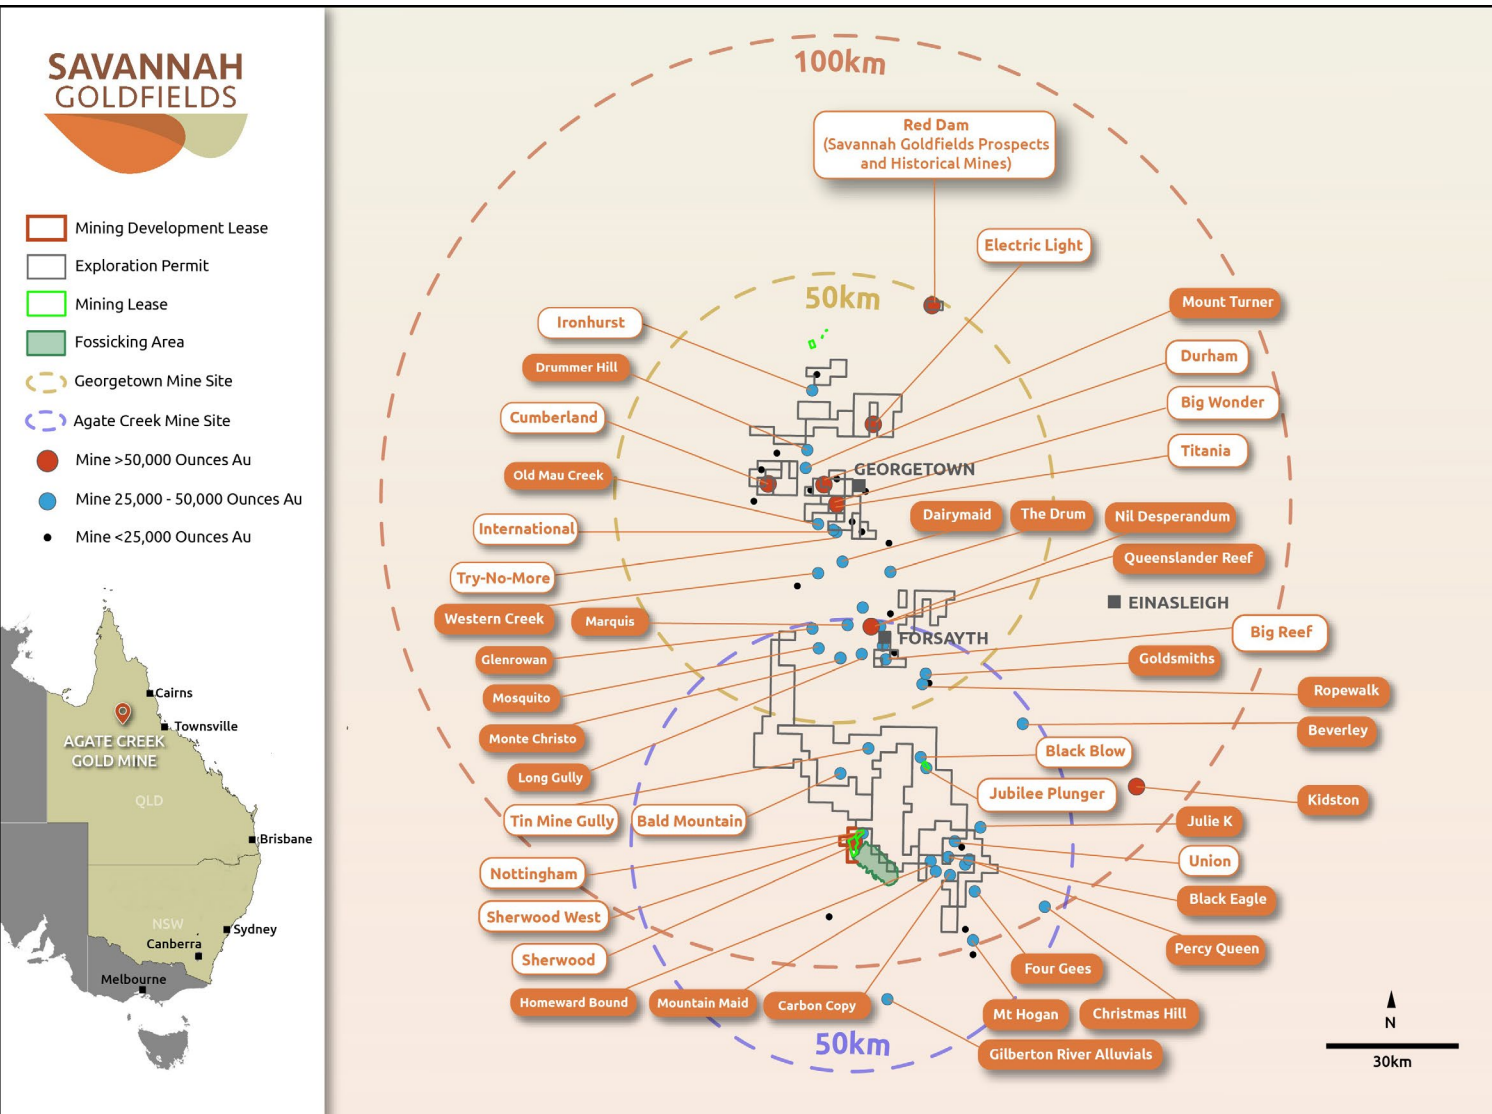 SAVANNAH
GOLDFIELDS
Mining Development Lease
Exploration Permit
Mining Lease
Fossicking Area
Georgetown Mine Site
Agate Creek Mine Site
Mine >50,000 Ounces Au
Mine 25,000 - 50,000 Ounces Au
Mine <25,000 Ounces Au
Cairns
Townsville
AGATE CREEK
GOLD MINE
QLD
Brisbane
NSW
Sydney
Canberra
Melbourne
100km
Red Dam
(Savannah Goldfields Prospects
and Historical Mines)
Electric Light
50km
Ironhurst
Mount Turner
Drummer Hill
Durham
Cumberland
Big Wonder
Titania
Old Mau Creek
GEORGETOWN
International
Dairymaid
The Drum
Nil Desperandum
Queenslander Reef
Try-No-More
Western Creek
Marquis
EINASLEIGH
FORSAYTH
Big Reef
Glenrowan
Goldsmiths
Mosquito
Ropewalk
Monte Christo
Beverley
Long Gully
Black Blow
Jubilee Plunger
Kidston
Tin Mine Gully
Bald Mountain
Julie K
Nottingham
Union
Black Eagle
Sherwood West
Percy Queen
Sherwood
Four Gees
Homeward Bound
Mountain Maid
Carbon Copy
Mt Hogan
Christmas Hill
50km
Gilberton River Alluvials
N
30km